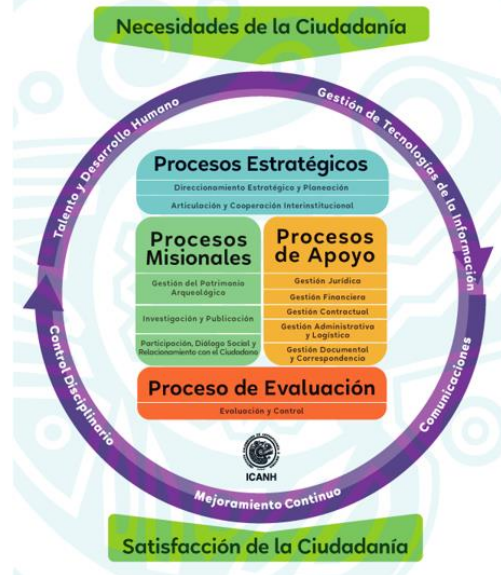 Necesidades de la Ciudadanía
Talento y Desarrollo Humano
Gestión de Tecnologías de la Información
Procesos Estratégicos
Direccionamiento Estratégico y Planeación
Articulación y Cooperación Interinstitucional
Procesos
Misionales
Gestión del Patrimonio
Arqueológico
Investigación y Publicación
Participación, Diálogo Social y
Relacionamiento con el Ciudadano
Procesos
de Apoyo
Gestión Jurídica
Gestión Financiera
Gestión Contractual
Gestión Administrativa
y Logística
Gestión Documental
y Correspondencia
Proceso de Evaluación
Evaluación y Control
Control Disciplinario
Comunicaciones
ICANH
Mejoramiento Continuo
Satisfacción de la Ciudadanía